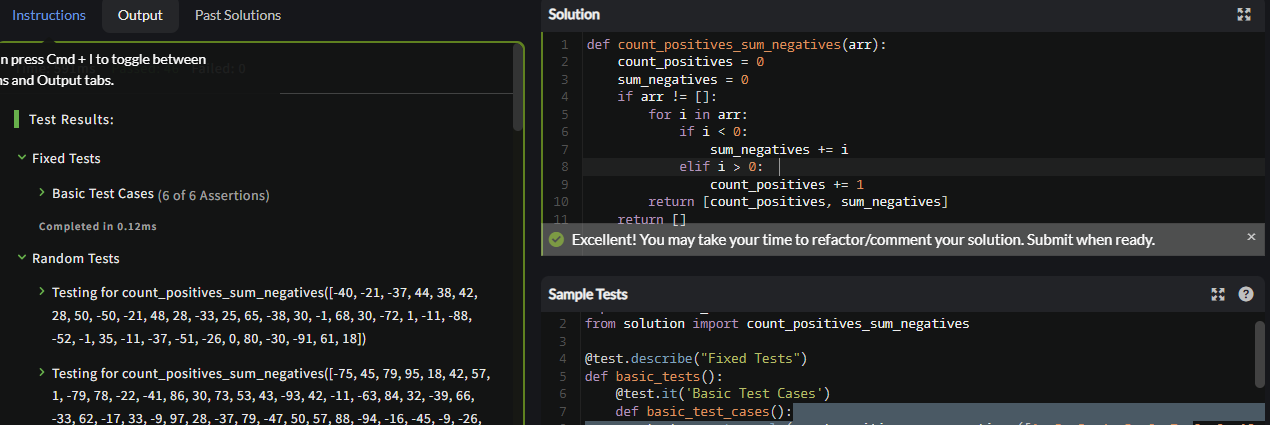 Instructions
Output
Past Solutions
n press Cmd + I to toggle between
ns and Output tabs.
Failed: 0
Test Results:
Fixed Tests
Basic Test Cases (6 of 6 Assertions)
Completed in 0.12ms
Random Tests
Testing for count_positives_sum_negatives([-40, -21, -37, 44, 38, 42,
28, 50, -50, -21, 48, 28, -33, 25, 65, -38, 30, -1, 68, 30, -72, 1, -11, -88,
-52, -1, 35, -11, -37, -51, -26, 0, 80, -30, -91, 61, 18])
Testing for count_positives_sum_negatives([-75, 45, 79, 95, 18, 42, 57,
1, -79, 78, -22, -41, 86, 30, 73, 53, 43, -93, 42, -11, -63, 84, 32, -39, 66,
-33, 62, -17, 33, -9, 97, 28, -37, 79, -47, 50, 57, 88, -94, -16, -45, -9, -26,
Solution
1 def count_positives_sum_negatives(arr):
2 count_positives = 0
3 sum_negatives = 0
4 if arr != []:
5 for i in arr:
6 if i < 0:
7 sum_negatives += i
8 elif i > 0:
9 count_positives += 1
10 return [count_positives, sum_negatives]
11 return []
Excellent! You may take your time to refactor/comment your solution. Submit when ready.
Sample Tests
2 from solution import count_positives_sum_negatives
3
4 @test.describe("Fixed Tests")
5 def basic_tests():
6 @test.it('Basic Test Cases')
7 def basic_test_cases():